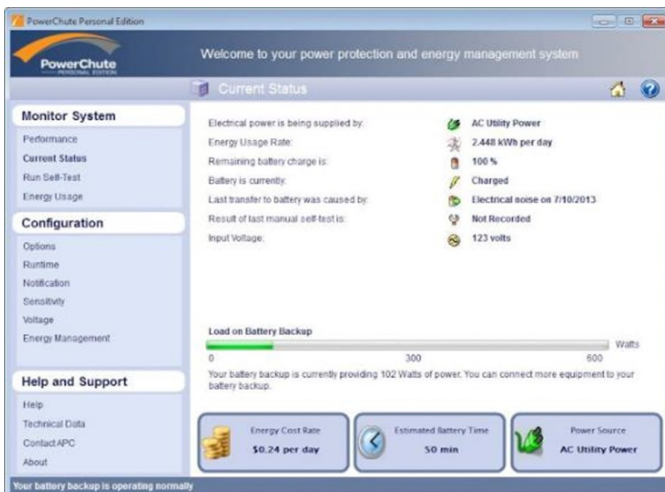 PowerChute Personal Edition
PowerChute
PERSONAL EDITION
Welcome to your power protection and energy management system
Current Status
Monitor System
Performance
Current Status
Run Self-Test
Energy Usage
Configuration
Options
Runtime
Notification
Sensitivity
Voltage
Energy Management
Help and Support
Help
Technical Data
Contact APC
About
Electrical power is being supplied by: AC Utility Power
Energy Usage Rate: 2.448 kWh per day
Remaining battery charge is: 100 %
Battery is currently: Charged
Last transfer to battery was caused by: Electrical noise on 7/10/2013
Result of last manual self-test is: Not Recorded
Input Voltage: 123 volts
Load on Battery Backup
Watts
0 300 600
Your battery backup is currently providing 102 Watts of power. You can connect more equipment to your
battery backup.
Energy Cost Rate
$0.24 per day
Estimated Battery Time
50 min
Power Source
AC Utility Power
Your battery backup is operating normally